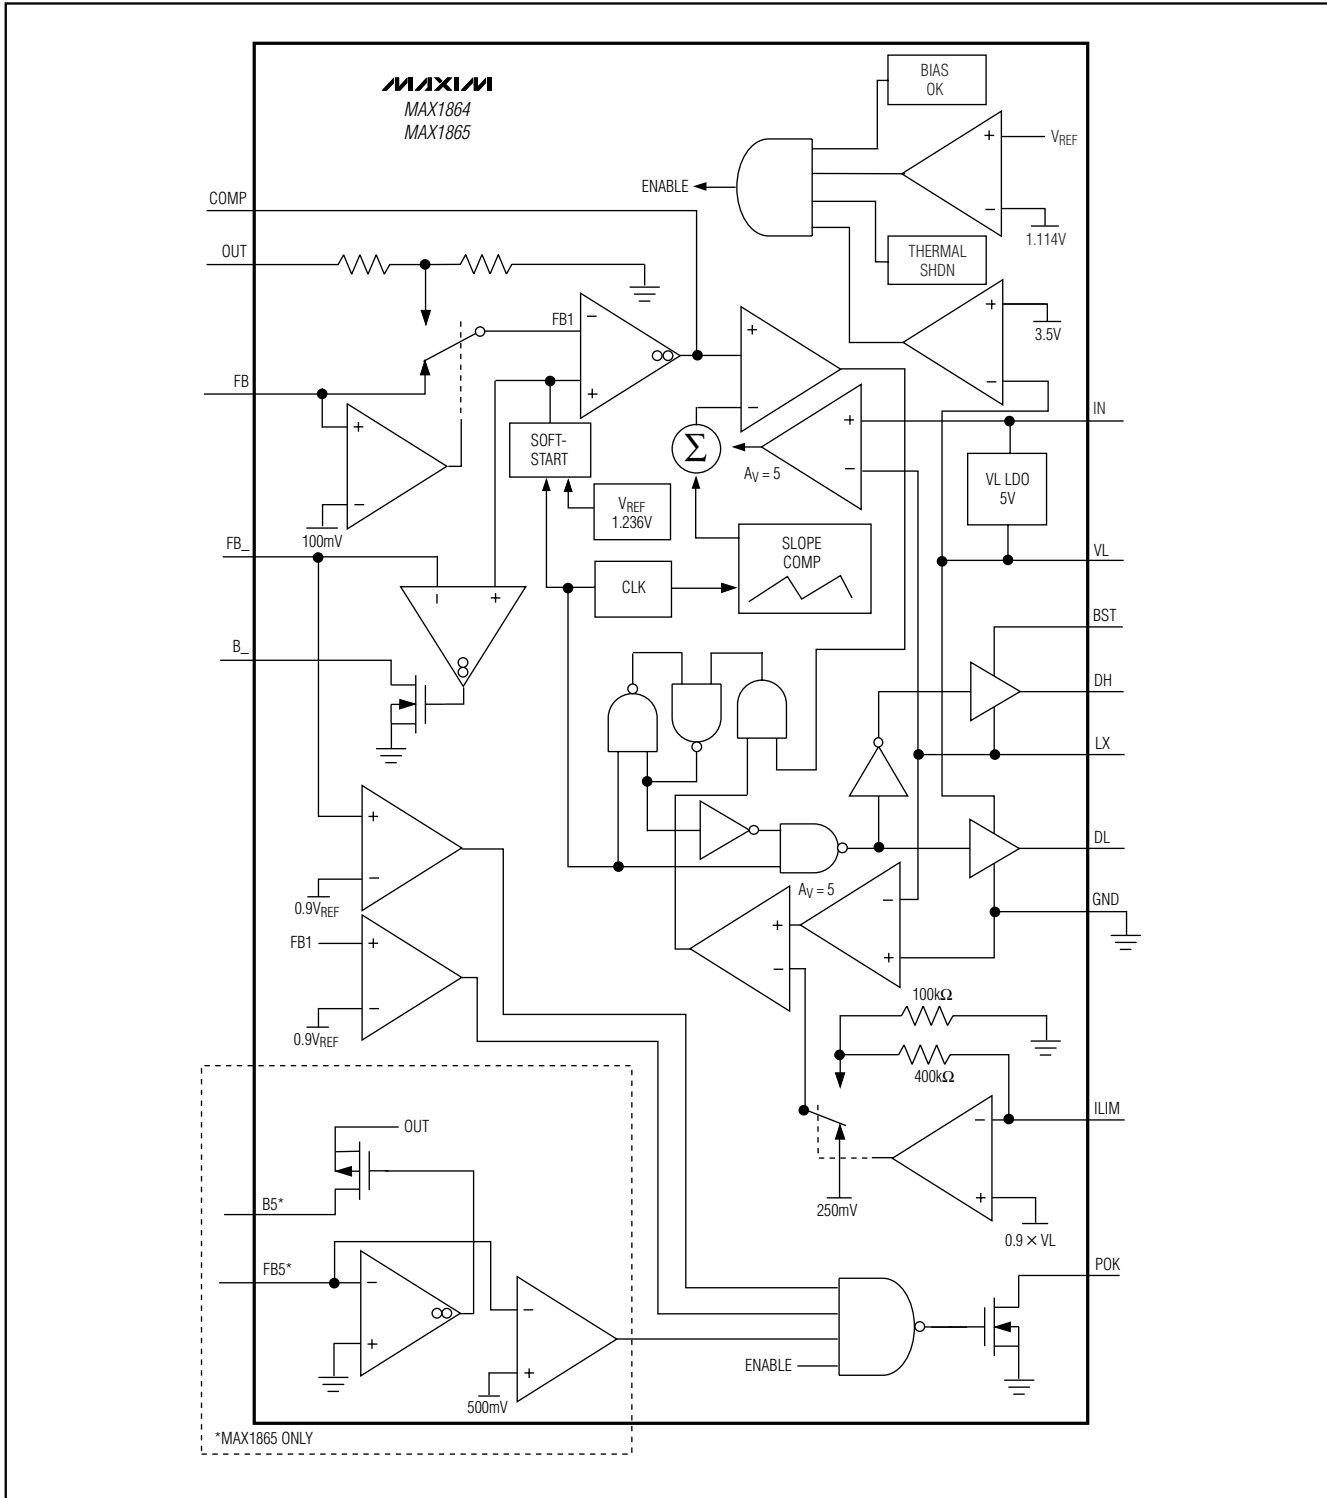 MAXIM
MAX1864
MAX1865
BIAS
OK
+
VREF
ENABLE
−
1.114V
COMP
OUT
THERMAL
SHDN
FB1
−
+
+
3.5V
−
FB
+
−
100mV
+
−
SOFT-
START
Σ
+
−
AV = 5
IN
VL LDO
5V
VREF
1.236V
FB_
SLOPE
COMP
VL
CLK
−
+
BST
B_
DH
LX
+
−
0.9VREF
DL
AV = 5
−
+
GND
FB1
+
−
0.9VREF
+
−
100kΩ
400kΩ
ILIM
−
+
250mV
0.9 × VL
OUT
B5*
FB5*
−
+
−
+
500mV
ENABLE
POK
*MAX1865 ONLY